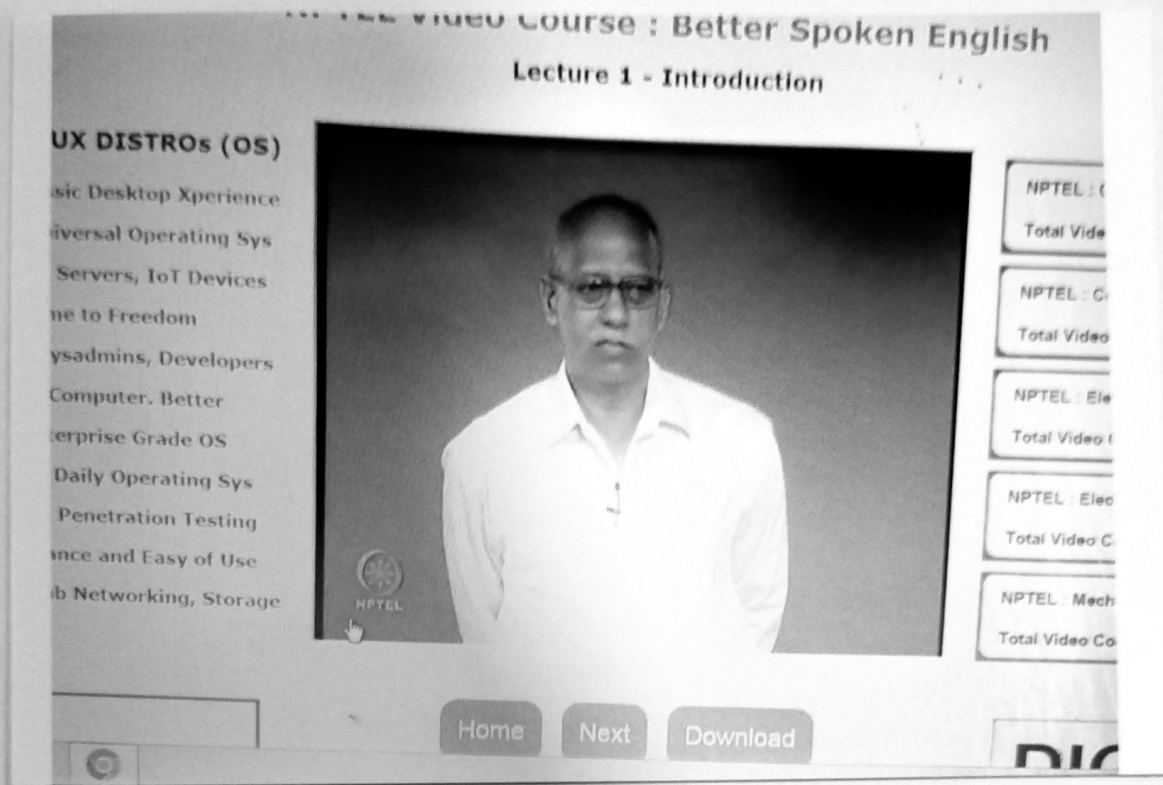 Video Course : Better Spoken English
Lecture 1 - Introduction
UX DISTROs (OS)
sic Desktop Xperience
iversal Operating Sys
Servers, IoT Devices
me to Freedom
ysadmins, Developers
Computer. Better
terprise Grade OS
Daily Operating Sys
Penetration Testing
ance and Easy of Use
b Networking, Storage
NPTEL
NPTEL :
Total Vide
NPTEL : C
Total Video
NPTEL : Ele
Total Video
NPTEL : Elec
Total Video C
NPTEL : Mech
Total Video Co
Home
Next
Download